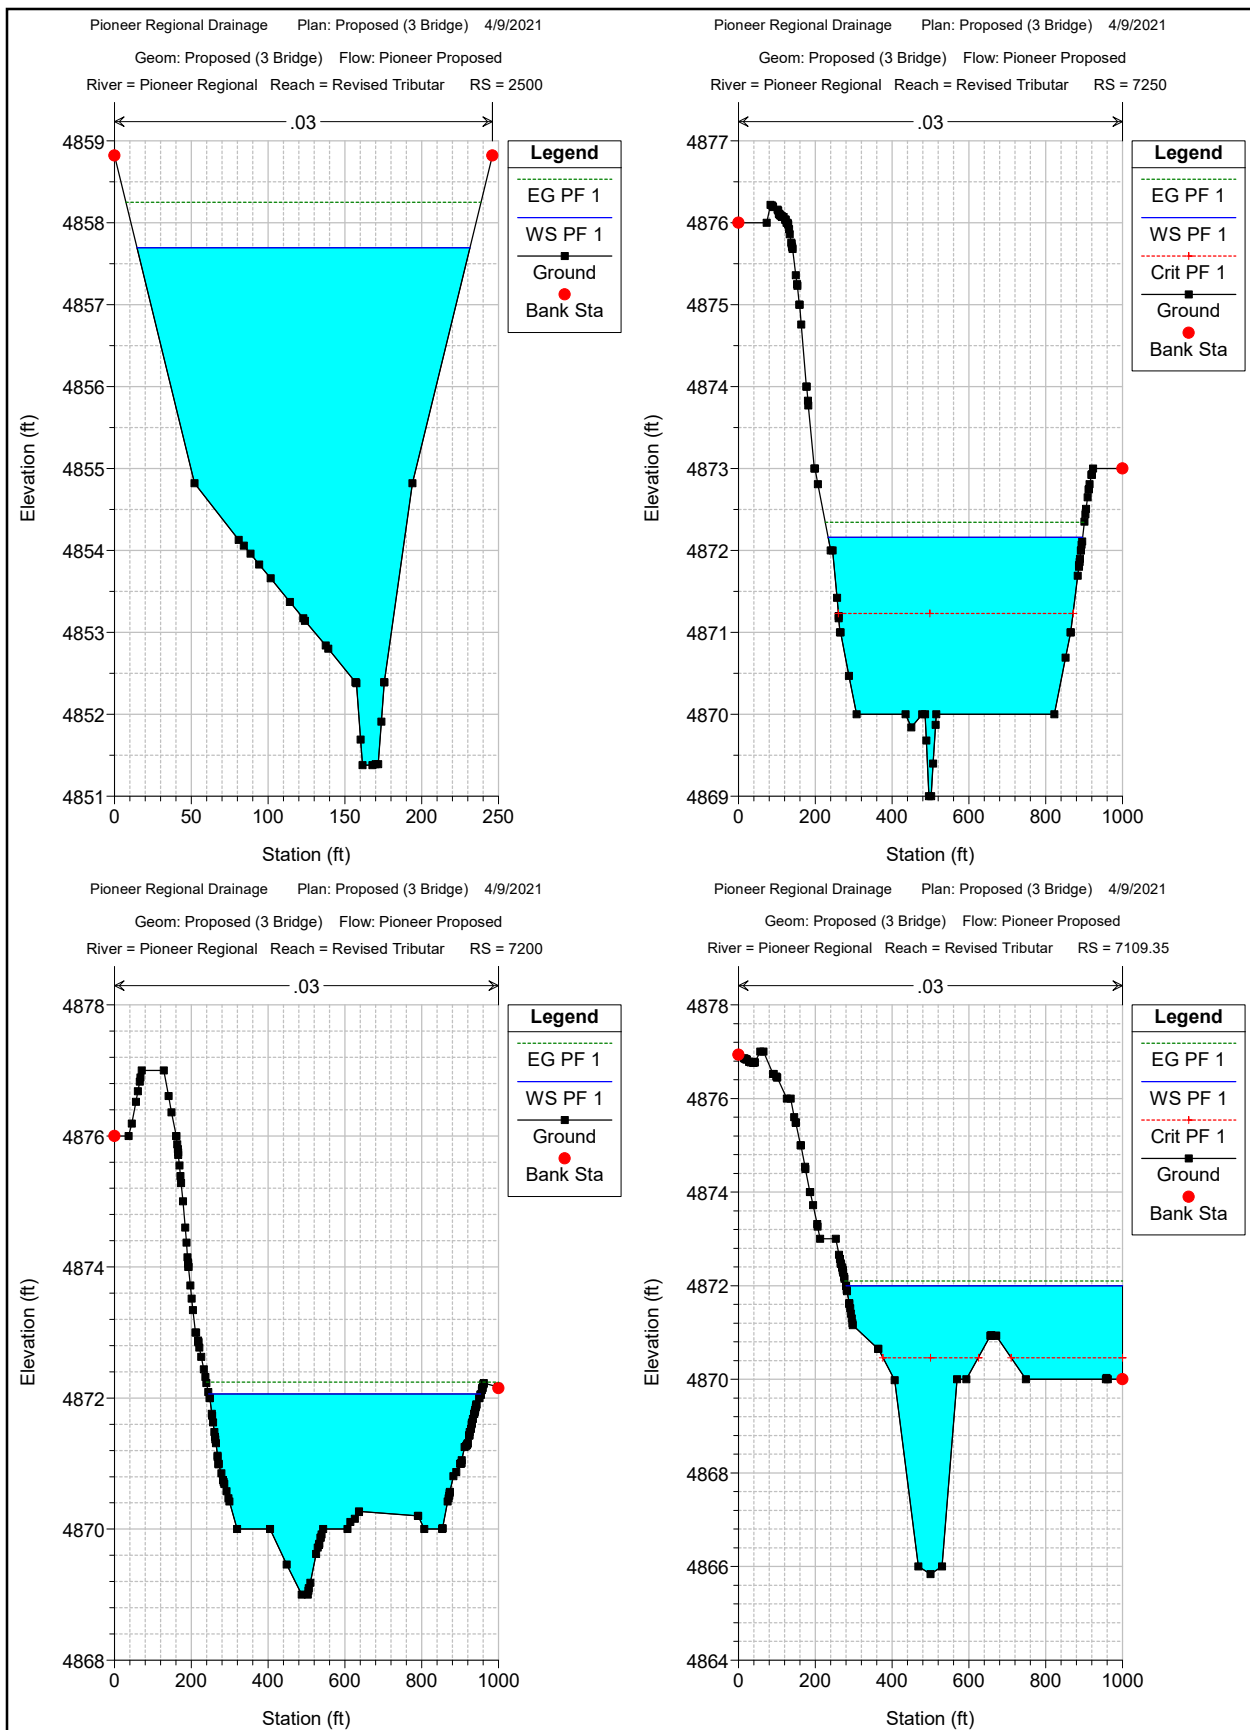 Pioneer Regional Drainage Plan: Proposed (3 Bridge) 4/9/2021
Geom: Proposed (3 Bridge) Flow: Pioneer Proposed
River = Pioneer Regional Reach = Revised Tributar RS = 2500
.03
4859
4858
4857
4856
4855
4854
4853
4852
4851
Elevation (ft)
0 50 100 150 200 250
Station (ft)
Legend
EG PF 1
WS PF 1
Ground
Bank Sta
Pioneer Regional Drainage Plan: Proposed (3 Bridge) 4/9/2021
Geom: Proposed (3 Bridge) Flow: Pioneer Proposed
River = Pioneer Regional Reach = Revised Tributar RS = 7250
.03
4877
4876
4875
4874
4873
4872
4871
4870
4869
Elevation (ft)
0 200 400 600 800 1000
Station (ft)
Legend
EG PF 1
WS PF 1
Crit PF 1
Ground
Bank Sta
Pioneer Regional Drainage Plan: Proposed (3 Bridge) 4/9/2021
Geom: Proposed (3 Bridge) Flow: Pioneer Proposed
River = Pioneer Regional Reach = Revised Tributar RS = 7200
.03
4878
4876
4874
4872
4870
4868
Elevation (ft)
0 200 400 600 800 1000
Station (ft)
Legend
EG PF 1
WS PF 1
Ground
Bank Sta
Pioneer Regional Drainage Plan: Proposed (3 Bridge) 4/9/2021
Geom: Proposed (3 Bridge) Flow: Pioneer Proposed
River = Pioneer Regional Reach = Revised Tributar RS = 7109.35
.03
4878
4876
4874
4872
4870
4868
4866
4864
Elevation (ft)
0 200 400 600 800 1000
Station (ft)
Legend
EG PF 1
WS PF 1
Crit PF 1
Ground
Bank Sta